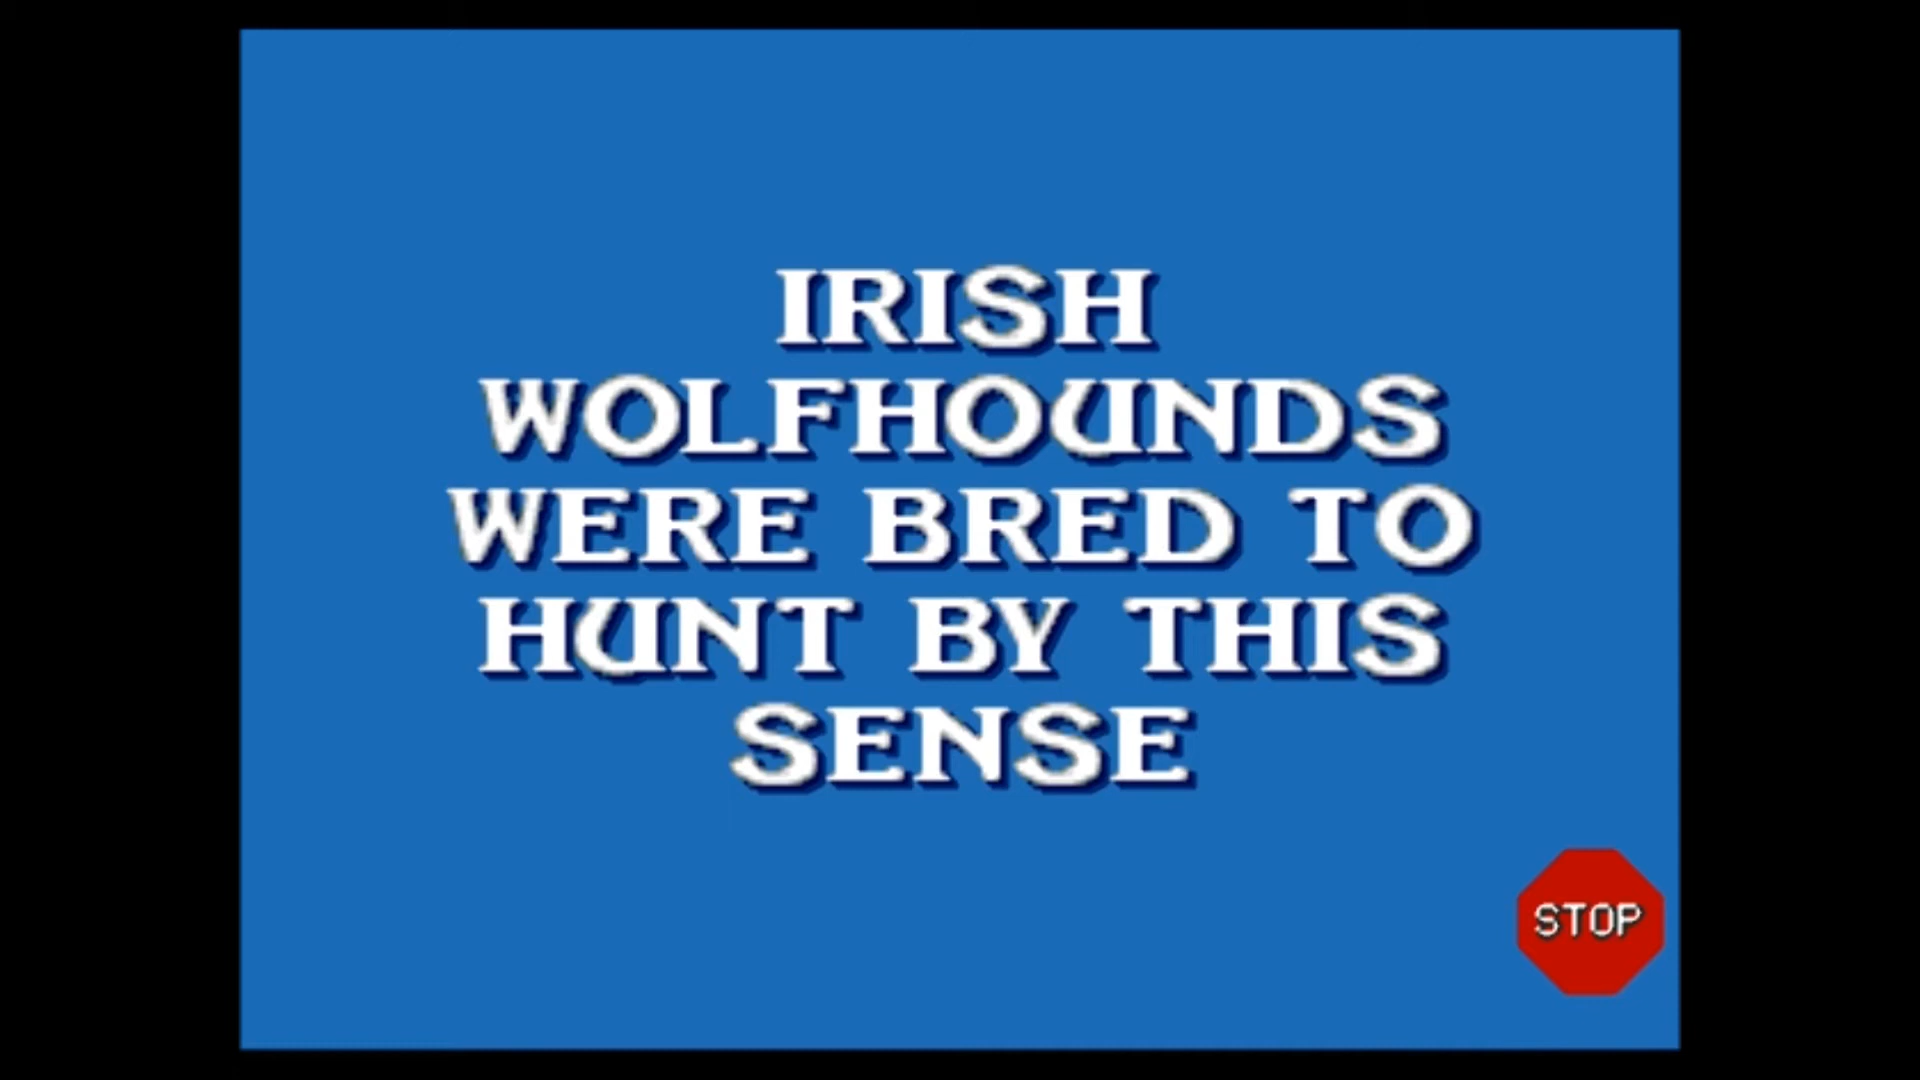 IRISH
WOLFHOUNDS
WERE BRED TO
HUNT BY THIS
SENSE
STOP